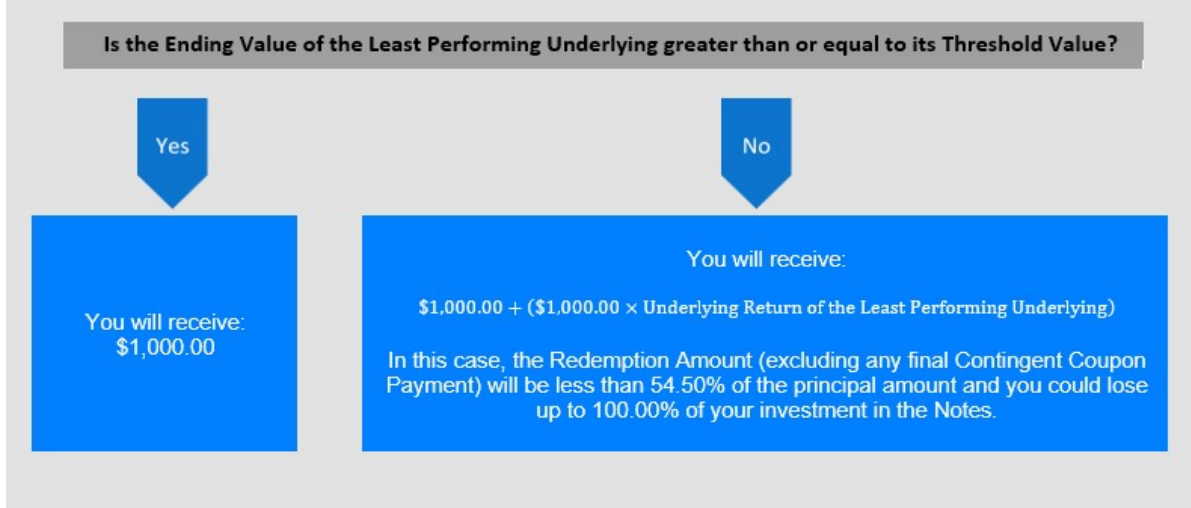 Is the Ending Value of the Least Performing Underlying greater than or equal to its Threshold Value?
Yes
No
You will receive:
$1,000.00
You will receive:
$1,000.00 + ($1,000.00 × Underlying Return of the Least Performing Underlying)
In this case, the Redemption Amount (excluding any final Contingent Coupon
Payment) will be less than 54.50% of the principal amount and you could lose
up to 100.00% of your investment in the Notes.